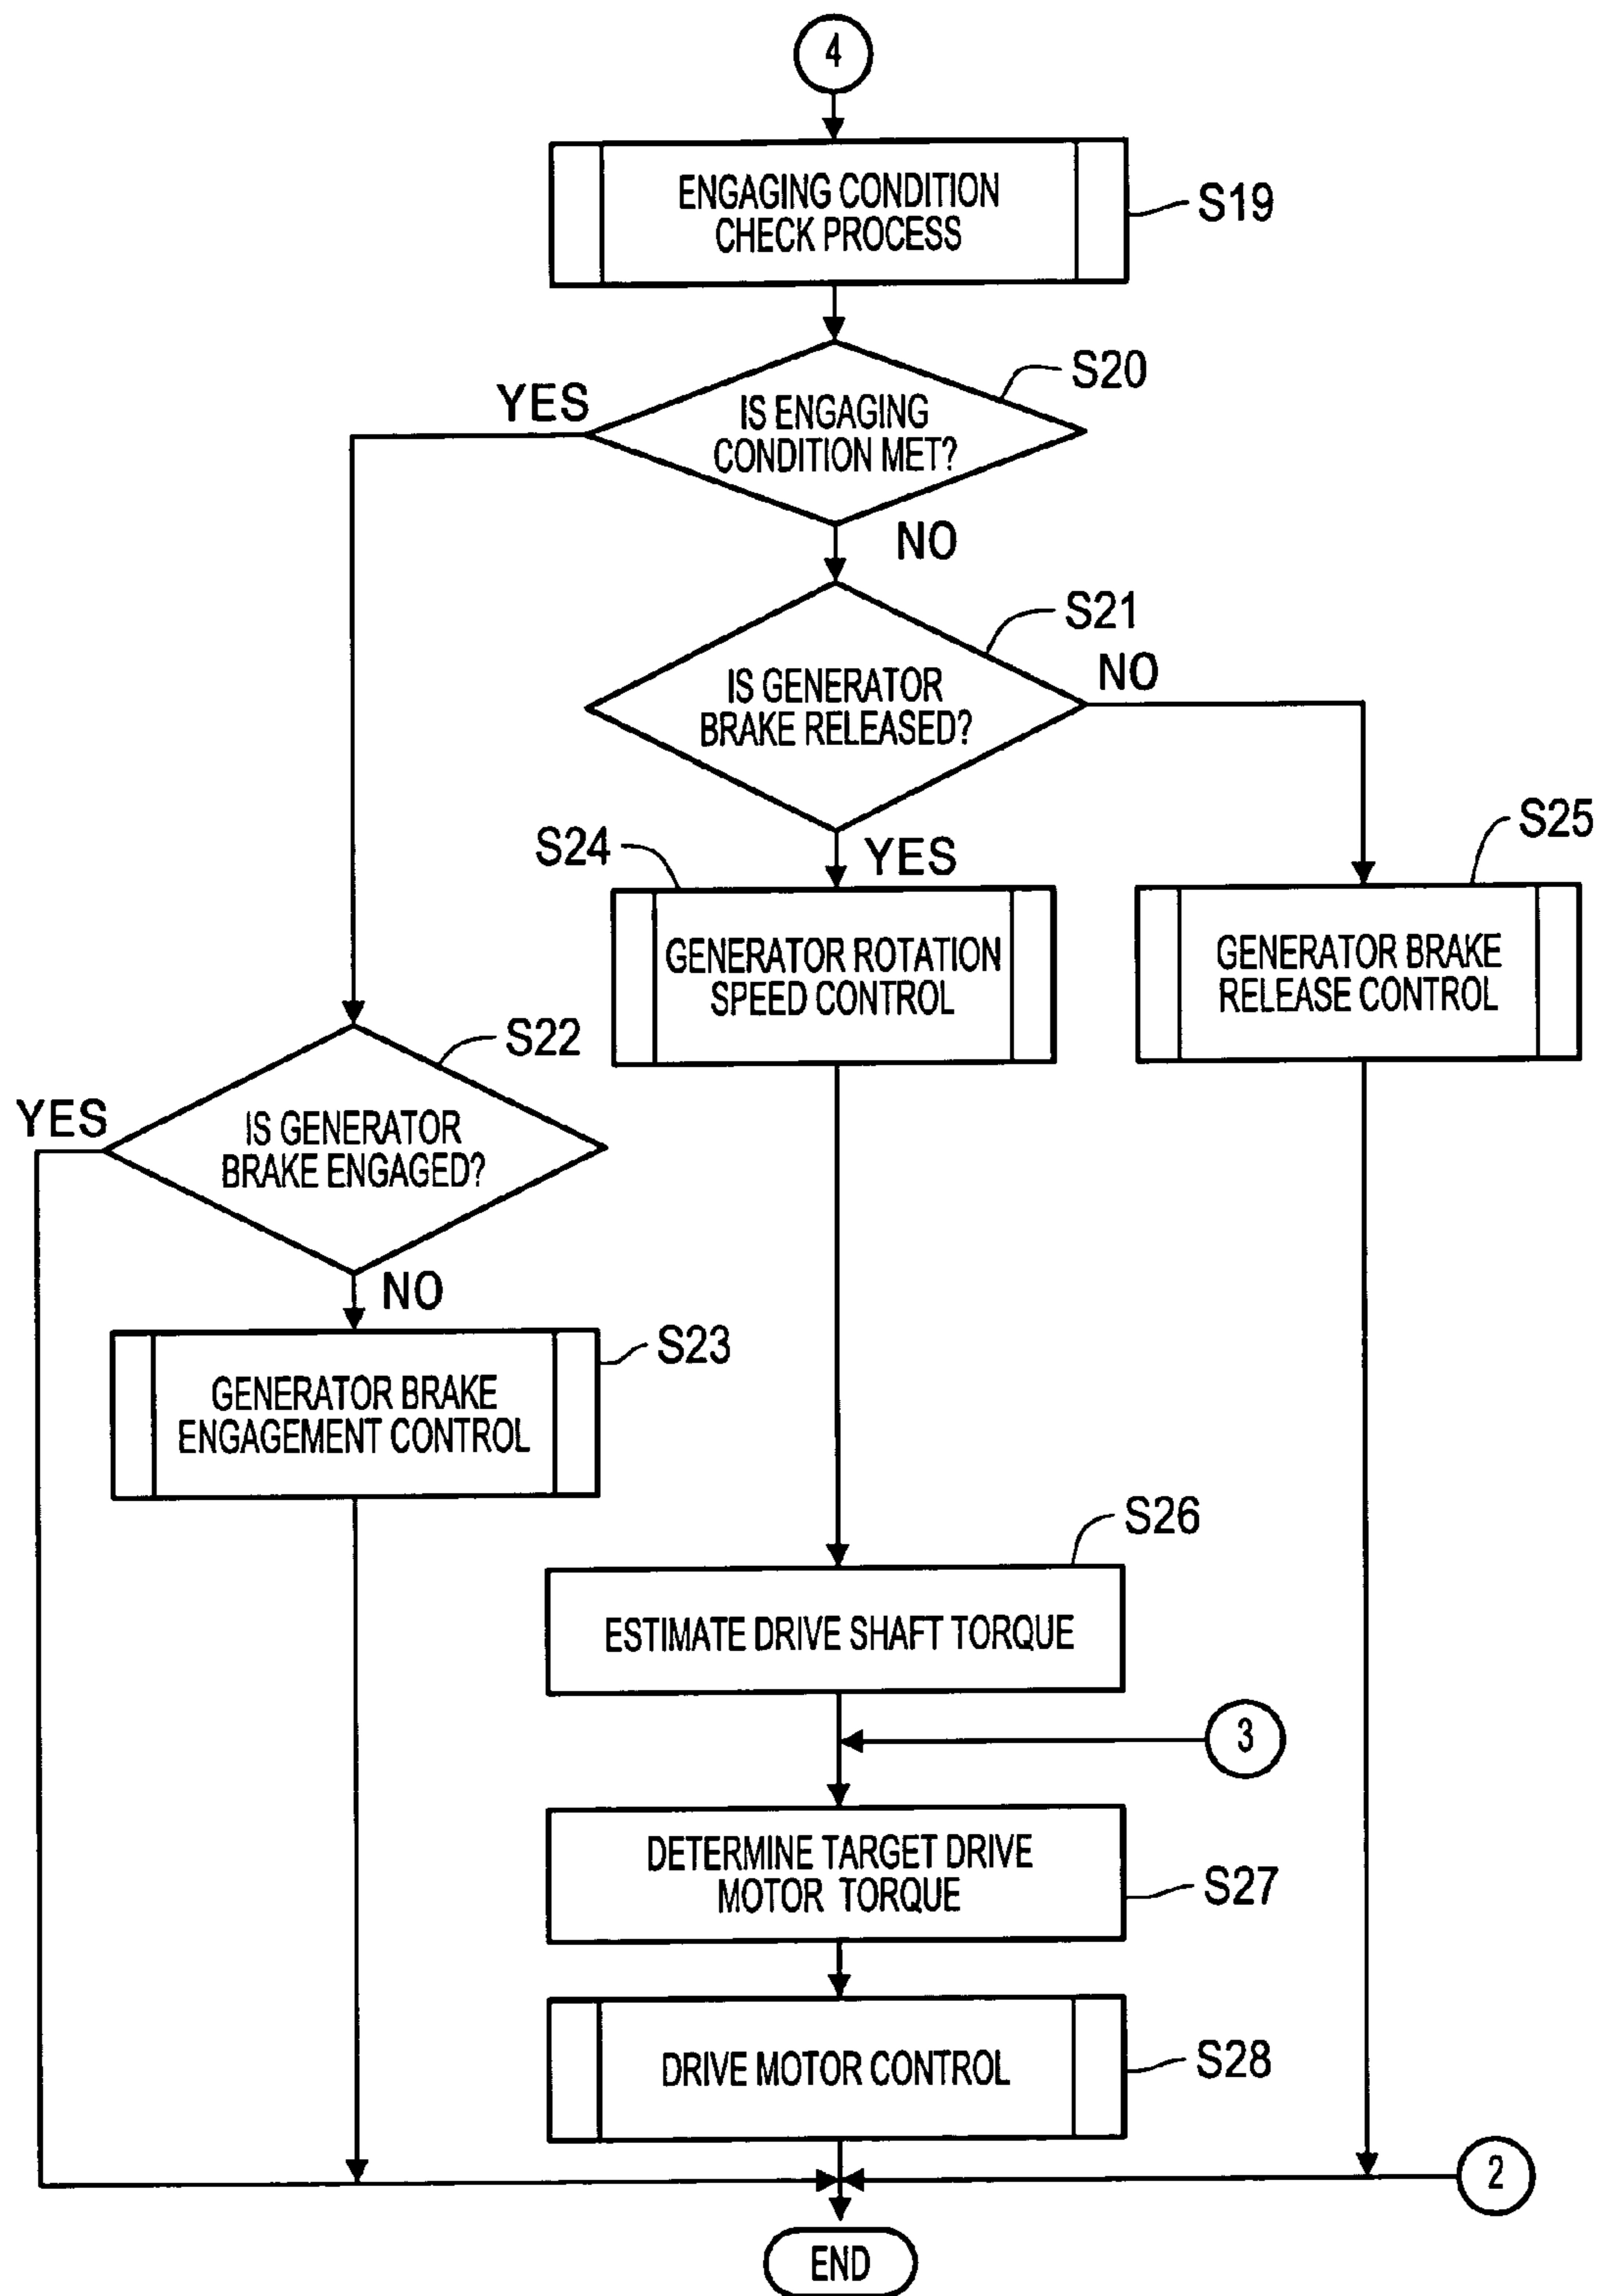 4
ENGAGING CONDITION
CHECK PROCESS
S19
S20
YES
IS ENGAGING
CONDITION MET?
NO
S21
IS GENERATOR
BRAKE RELEASED?
NO
S24
YES
S25
GENERATOR ROTATION
SPEED CONTROL
GENERATOR BRAKE
RELEASE CONTROL
S22
YES
IS GENERATOR
BRAKE ENGAGED?
NO
S23
GENERATOR BRAKE
ENGAGEMENT CONTROL
S26
ESTIMATE DRIVE SHAFT TORQUE
3
DETERMINE TARGET DRIVE
MOTOR TORQUE
S27
DRIVE MOTOR CONTROL
S28
2
END